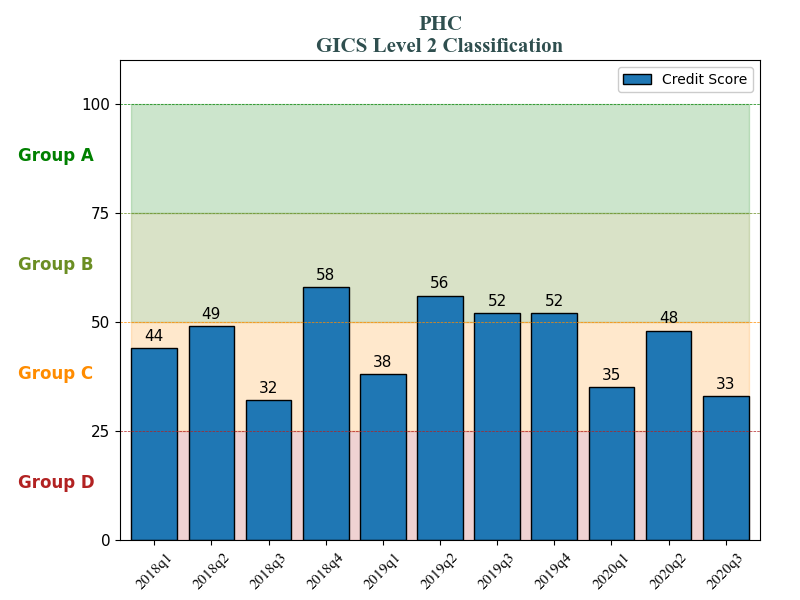 PHC
GICS Level 2 Classification
Credit Score
100
Group A
75
Group B
58
56
52
52
49
50
48
44
38
Group C
35
33
32
25
Group D
0
2018q1
2018q2
2018q3
2018q4
2019q1
2019q2
2019q3
2019q4
2020q1
2020q2
2020q3